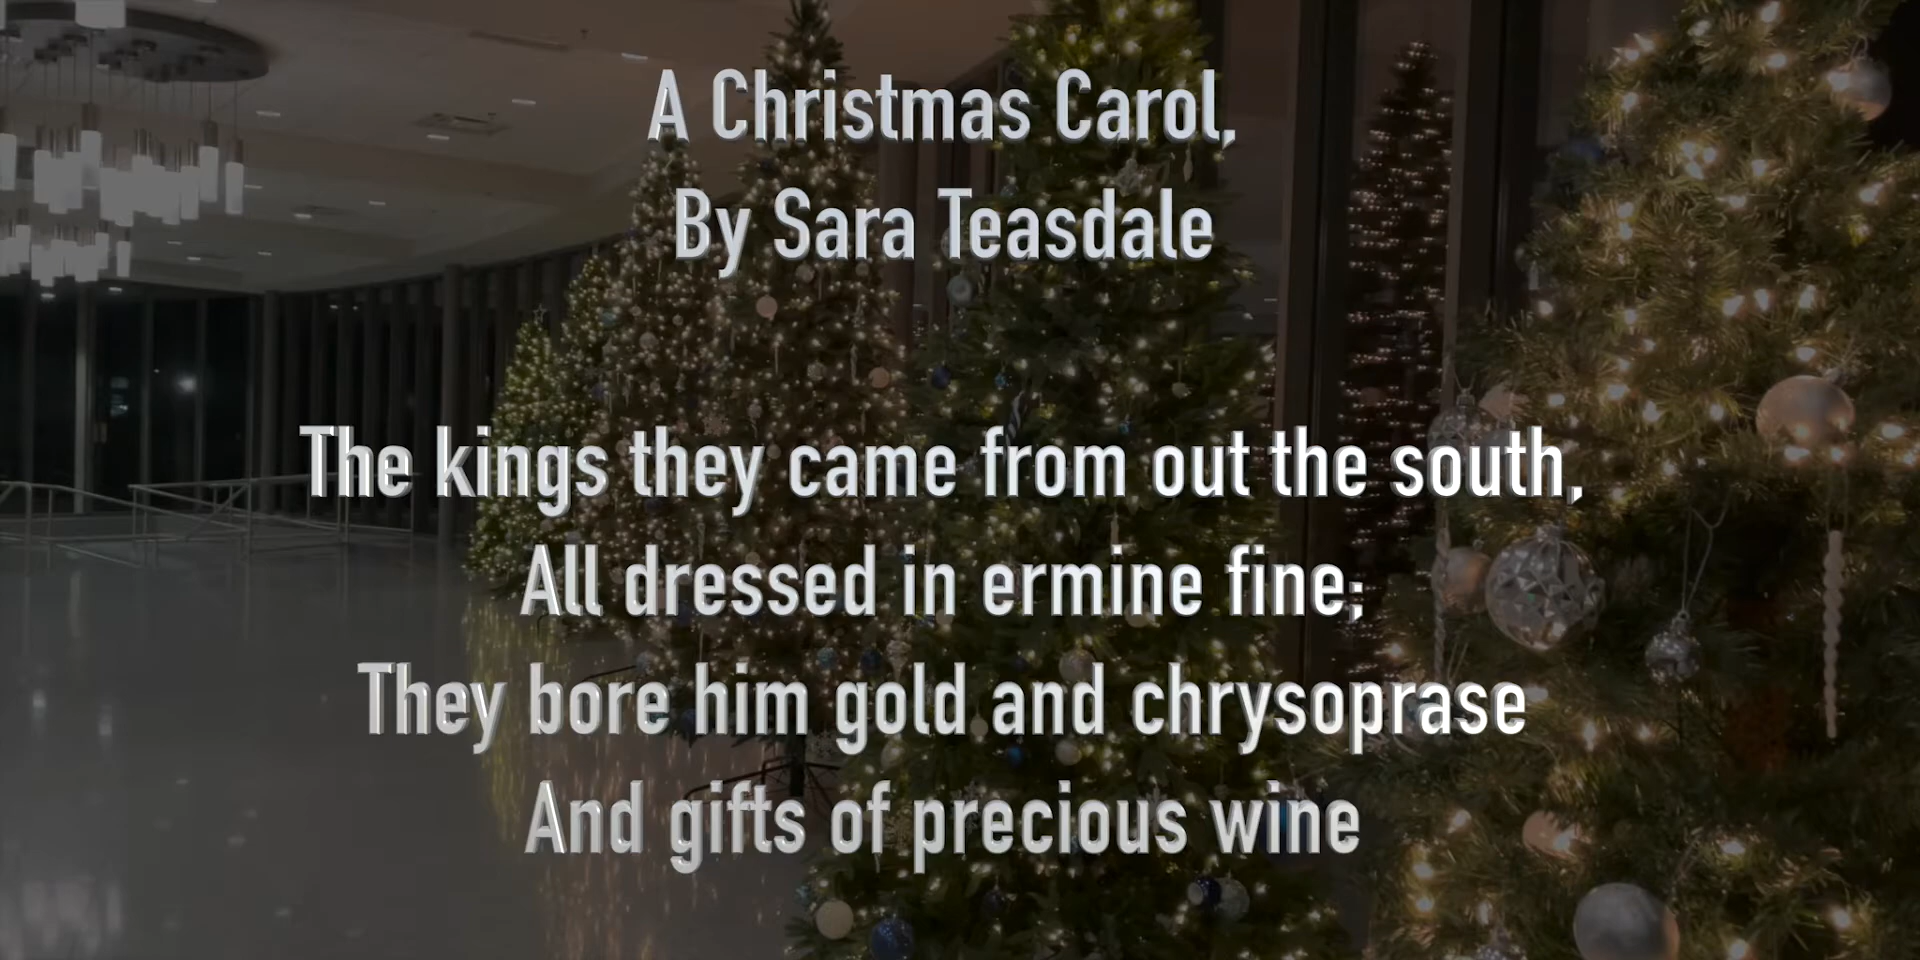 A Christmas Carol,
By Sara Teasdale
The kings they came from out the south,
All dressed in ermine fine;
They bore him gold and chrysoprase
And gifts of precious wine